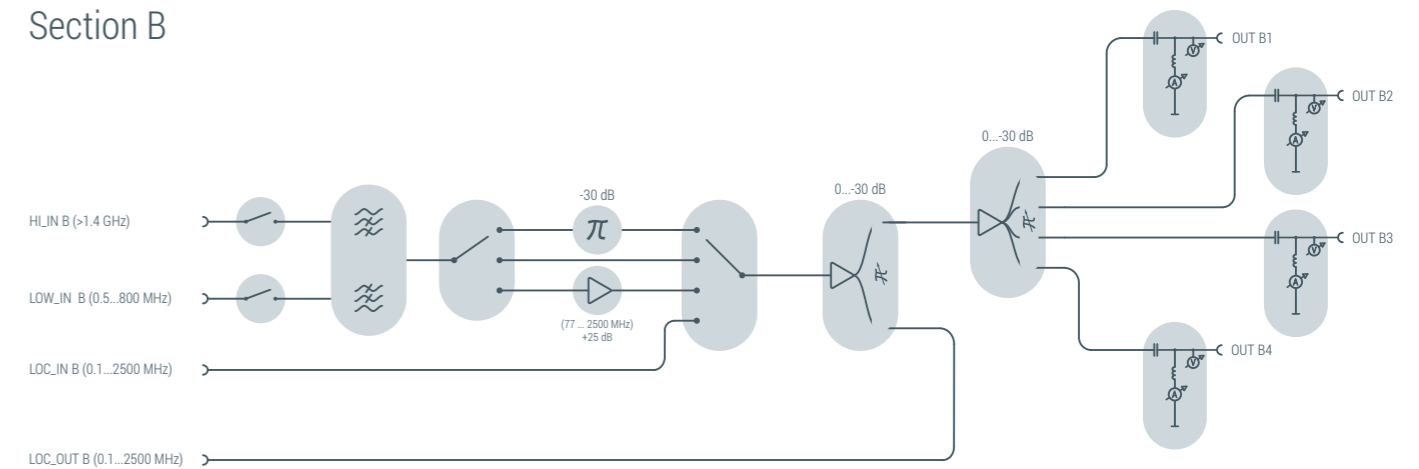 Section B
OUT B1
OUT B2
0...-30 dB
-30 dB
0...-30 dB
HI_IN B (>1.4 GHz)
π
π
π
OUT B3
LOW_IN B (0.5...800 MHz)
(77 ... 2500 MHz)
+25 dB
OUT B4
LOC_IN B (0.1...2500 MHz)
LOC_OUT B (0.1...2500 MHz)
V
A
V
A
V
A
V
A